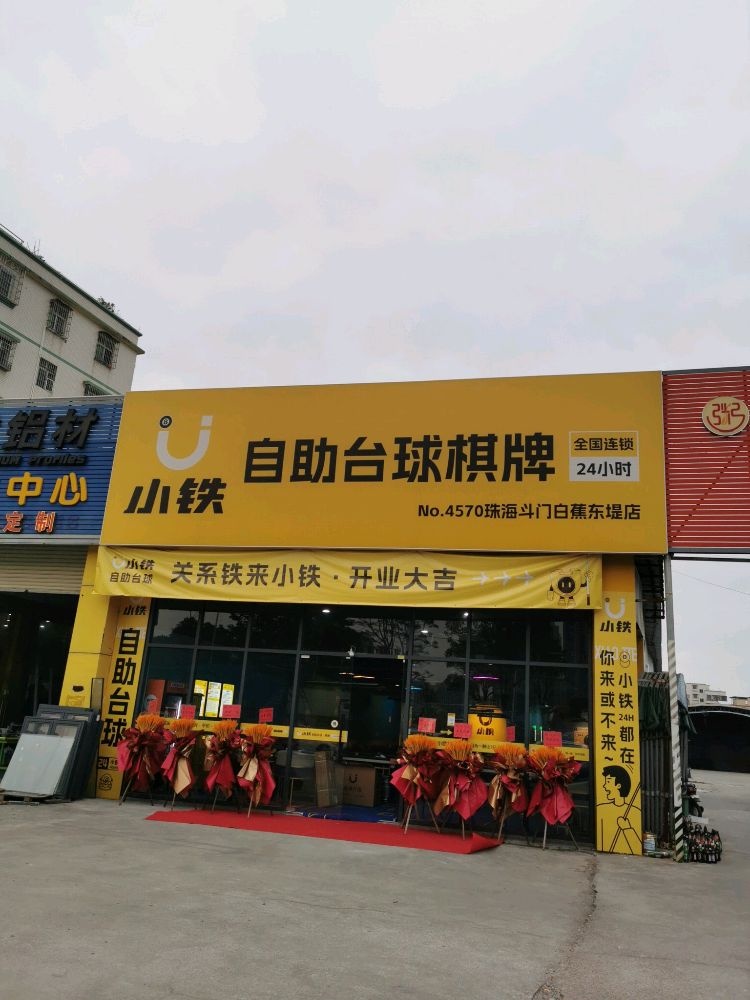 铝材
中心
定制
小铁
自助台球棋牌
全国连锁
24小时
No.4570珠海斗门白蕉东堤店
小铁
自助台球
关系铁来小铁·开业大吉→→→
小铁
自助台球
24
小铁
你来或不来~
小铁24H都在
小铁